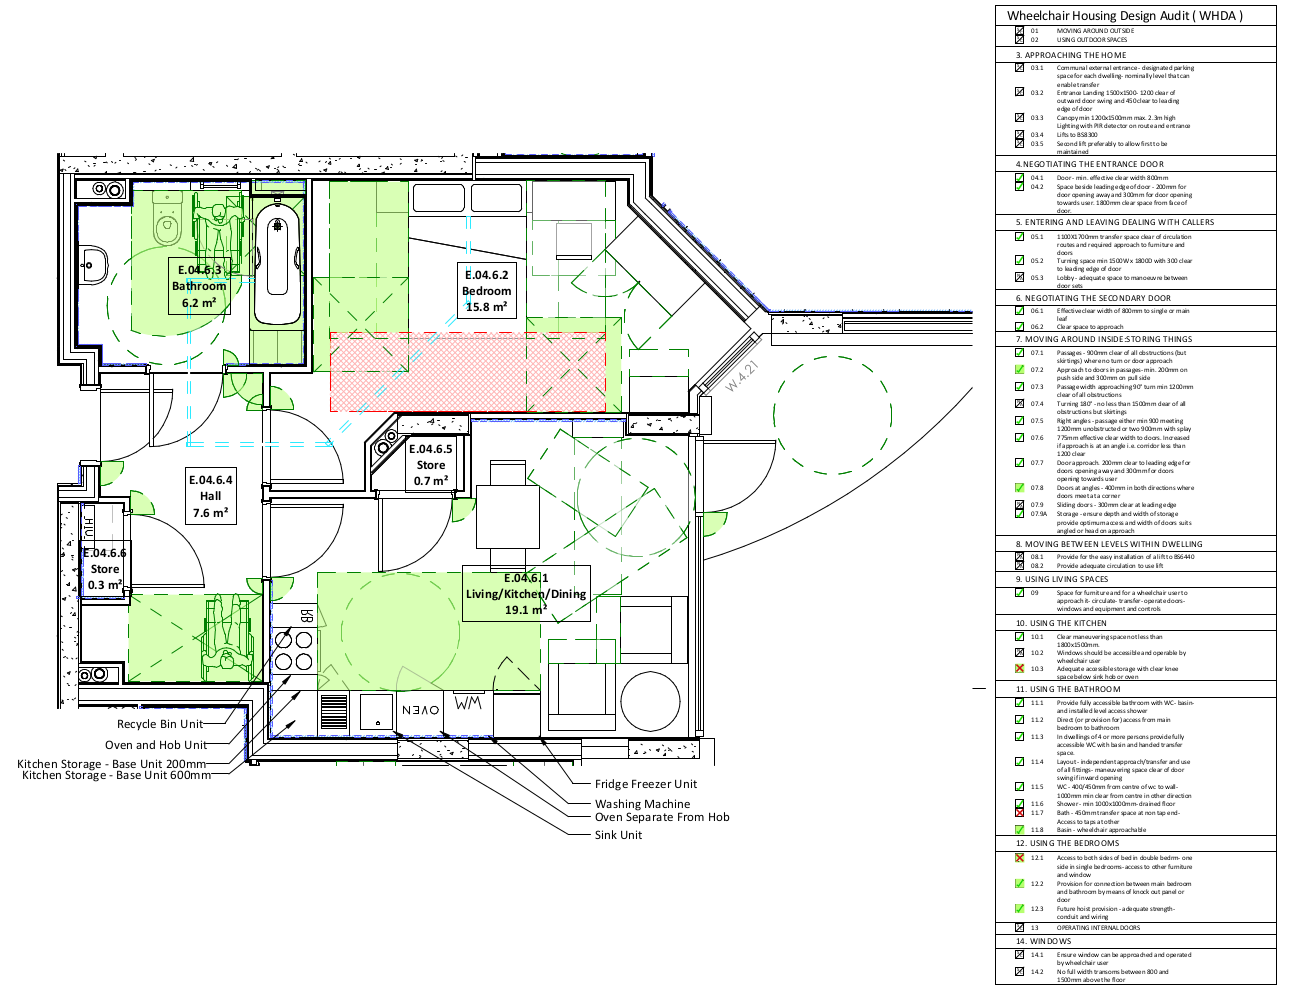 E.04.6.3
Bathroom
6.2 m²
E.04.6.2
Bedroom
15.8 m²
W.4.21
E.04.6.5
Store
0.7 m²
E.04.6.4
Hall
7.6 m²
HIU
E.04.6.6
Store
0.3 m²
E.04.6.1
Living/Kitchen/Dining
19.1 m²
RB
OVEN
WM
Recycle Bin Unit
Oven and Hob Unit
Kitchen Storage - Base Unit 200mm
Kitchen Storage - Base Unit 600mm
Fridge Freezer Unit
Washing Machine
Oven Separate From Hob
Sink Unit
Wheelchair Housing Design Audit ( WHDA )
01 MOVING AROUND OUTSIDE
02 USING OUTDOOR SPACES
3. APPROACHING THE HOME
03.1 Communal external entrance - designated parking
space for each dwelling- nominally level that can
enable transfer
03.2 Entrance Landing 1500x1500- 1200 clear of
outward door swing and 450 clear to leading
edge of door
03.3 Canopy min 1200x1500mm max. 2.3m high
Lighting with PIR detector on route and entrance
03.4 Lifts to BS8300
03.5 Second lift preferably to allow first to be
maintained
4.NEGOTIATING THE ENTRANCE DOOR
04.1 Door - min. effective clear width 800mm
04.2 Space beside leading edge of door - 200mm for
door opening away and 300mm for door opening
towards user. 1800mm clear space from face of
door.
5. ENTERING AND LEAVING DEALING WITH CALLERS
05.1 1100X1700mm transfer space clear of circulation
routes and required approach to furniture and
doors
05.2 Turning space min 1500W x 1800D with 300 clear
to leading edge of door
05.3 Lobby - adequate space to manoeuvre between
door sets
6. NEGOTIATING THE SECONDARY DOOR
06.1 Effective clear width of 800mm to single or main
leaf
06.2 Clear space to approach
7. MOVING AROUND INSIDE:STORING THINGS
07.1 Passages - 900mm clear of all obstructions (but
skirtings) where no turn or door approach
07.2 Approach to doors in passages- min. 200mm on
push side and 300mm on pull side
07.3 Passage width approaching 90° turn min 1200mm
clear of all obstructions
07.4 Turning 180° - no less than 1500mm clear of all
obstructions but skirtings
07.5 Right angles - passage either min 900 meeting
1200mm unobstructed or two 900mm with splay
07.6 775mm effective clear width to doors. Increased
if approach is at an angle i.e. corridor less than
1200 clear
07.7 Door approach. 200mm clear to leading edge for
doors opening away and 300mm for doors
opening towards user
07.8 Doors at angles - 400mm in both directions where
doors meet at a corner
07.9 Sliding doors - 300mm clear at leading edge
07.9A Storage - ensure depth and width of storage
provide optimum access and width of doors suits
angled or head on approach
8. MOVING BETWEEN LEVELS WITHIN DWELLING
08.1 Provide for the easy installation of a lift to BS6440
08.2 Provide adequate circulation to use lift
9. USING LIVING SPACES
09 Space for furniture and for a wheelchair user to
approach it- circulate- transfer- operate doors-
windows and equipment and controls
10. USING THE KITCHEN
10.1 Clear maneuvering space not less than
1800x1500mm.
10.2 Windows should be accessible and operable by
wheelchair user
10.3 Adequate accessible storage with clear knee
space below sink hob or oven
11. USING THE BATHROOM
11.1 Provide fully accessible bathroom with WC- basin-
and installed level access shower
11.2 Direct (or provision for) access from main
bedroom to bathroom
11.3 In dwellings of 4 or more persons provide fully
accessible WC with basin and handed transfer
space.
11.4 Layout - independent approach/transfer and use
of all fittings- maneuvering space clear of door
swing if inward opening
11.5 WC - 400/450mm from centre of wc to wall-
1000mm min clear from centre in other direction
11.6 Shower - min 1000x1000mm- drained floor
11.7 Bath - 450mm transfer space at non tap end-
Access to taps at other
11.8 Basin - wheelchair approachable
12. USING THE BEDROOMS
12.1 Access to both sides of bed in double bedrm- one
side in single bedrooms- access to other furniture
and window
12.2 Provision for connection between main bedroom
and bathroom by means of knock out panel or
door
12.3 Future hoist provision - adequate strength-
conduit and wiring
13 OPERATING INTERNAL DOORS
14. WINDOWS
14.1 Ensure window can be approached and operated
by wheelchair user
14.2 No full width transoms between 800 and
1500mm above the floor